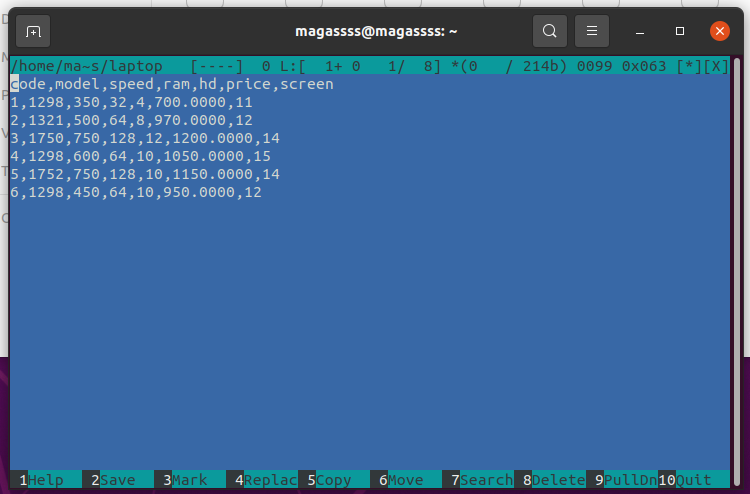 magassss@magassss: ~
/home/ma~s/laptop [----] 0 L:[ 1+ 0 1/ 8] *(0 / 214b) 0099 0x063 [*][X]
code,model,speed,ram,hd,price,screen
1,1298,350,32,4,700.0000,11
2,1321,500,64,8,970.0000,12
3,1750,750,128,12,1200.0000,14
4,1298,600,64,10,1050.0000,15
5,1752,750,128,10,1150.0000,14
6,1298,450,64,10,950.0000,12
1Help 2Save 3Mark 4Replac 5Copy 6Move 7Search 8Delete 9PullDn 10Quit